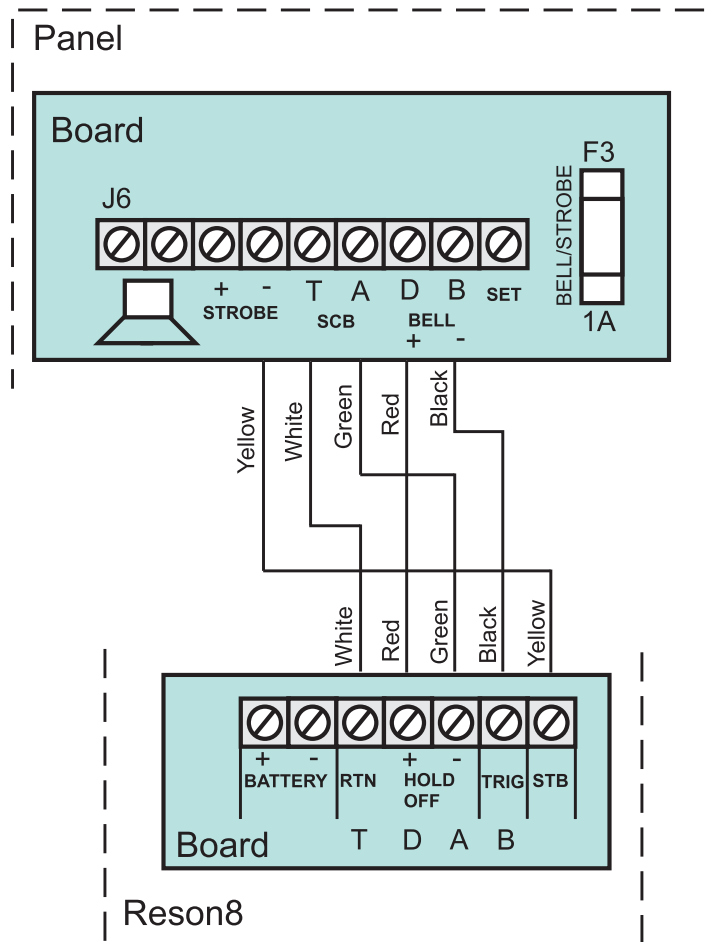 Panel
Board
F3
J6
BELL/STROBE
+ - T A D B SET
STROBE SCB BELL
+ -
1A
Yellow White Green Red Black
White Red Green Black Yellow
+ - + -
BATTERY RTN HOLD OFF TRIG STB
T D A B
Board
Reson8